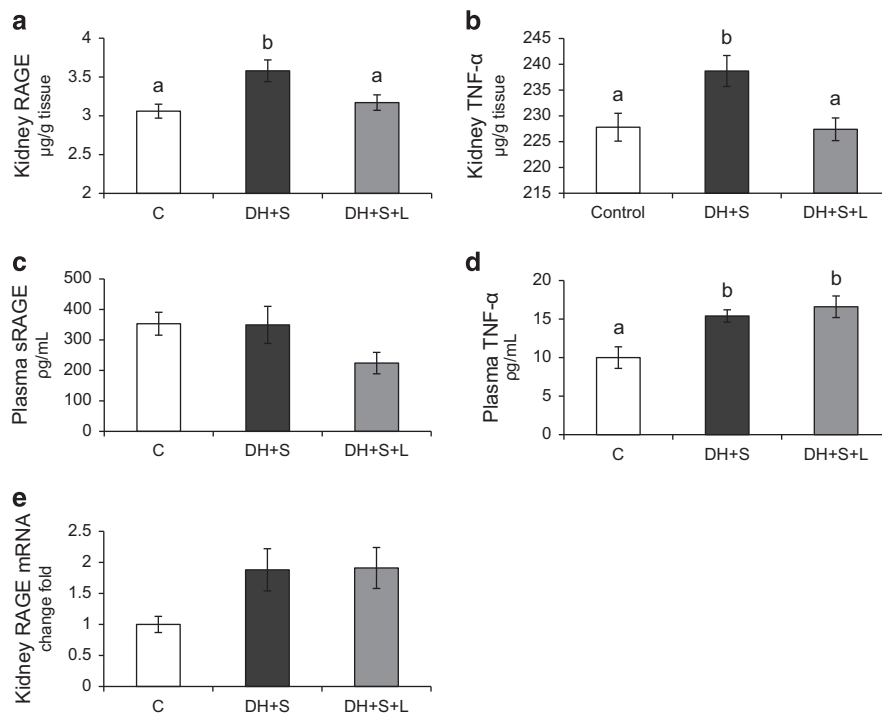 a
Kidney RAGE
µg/g tissue
4
3.5
3
2.5
2
a
b
a
C
DH+S
DH+S+L
b
Kidney TNF-α
µg/g tissue
245
240
235
230
225
220
215
a
b
a
Control
DH+S
DH+S+L
c
Plasma sRAGE
ρg/mL
500
400
300
200
100
0
C
DH+S
DH+S+L
d
Plasma TNF-α
ρg/mL
20
15
10
5
0
a
b
b
C
DH+S
DH+S+L
e
Kidney RAGE mRNA
change fold
2.5
2
1.5
1
0.5
0
C
DH+S
DH+S+L